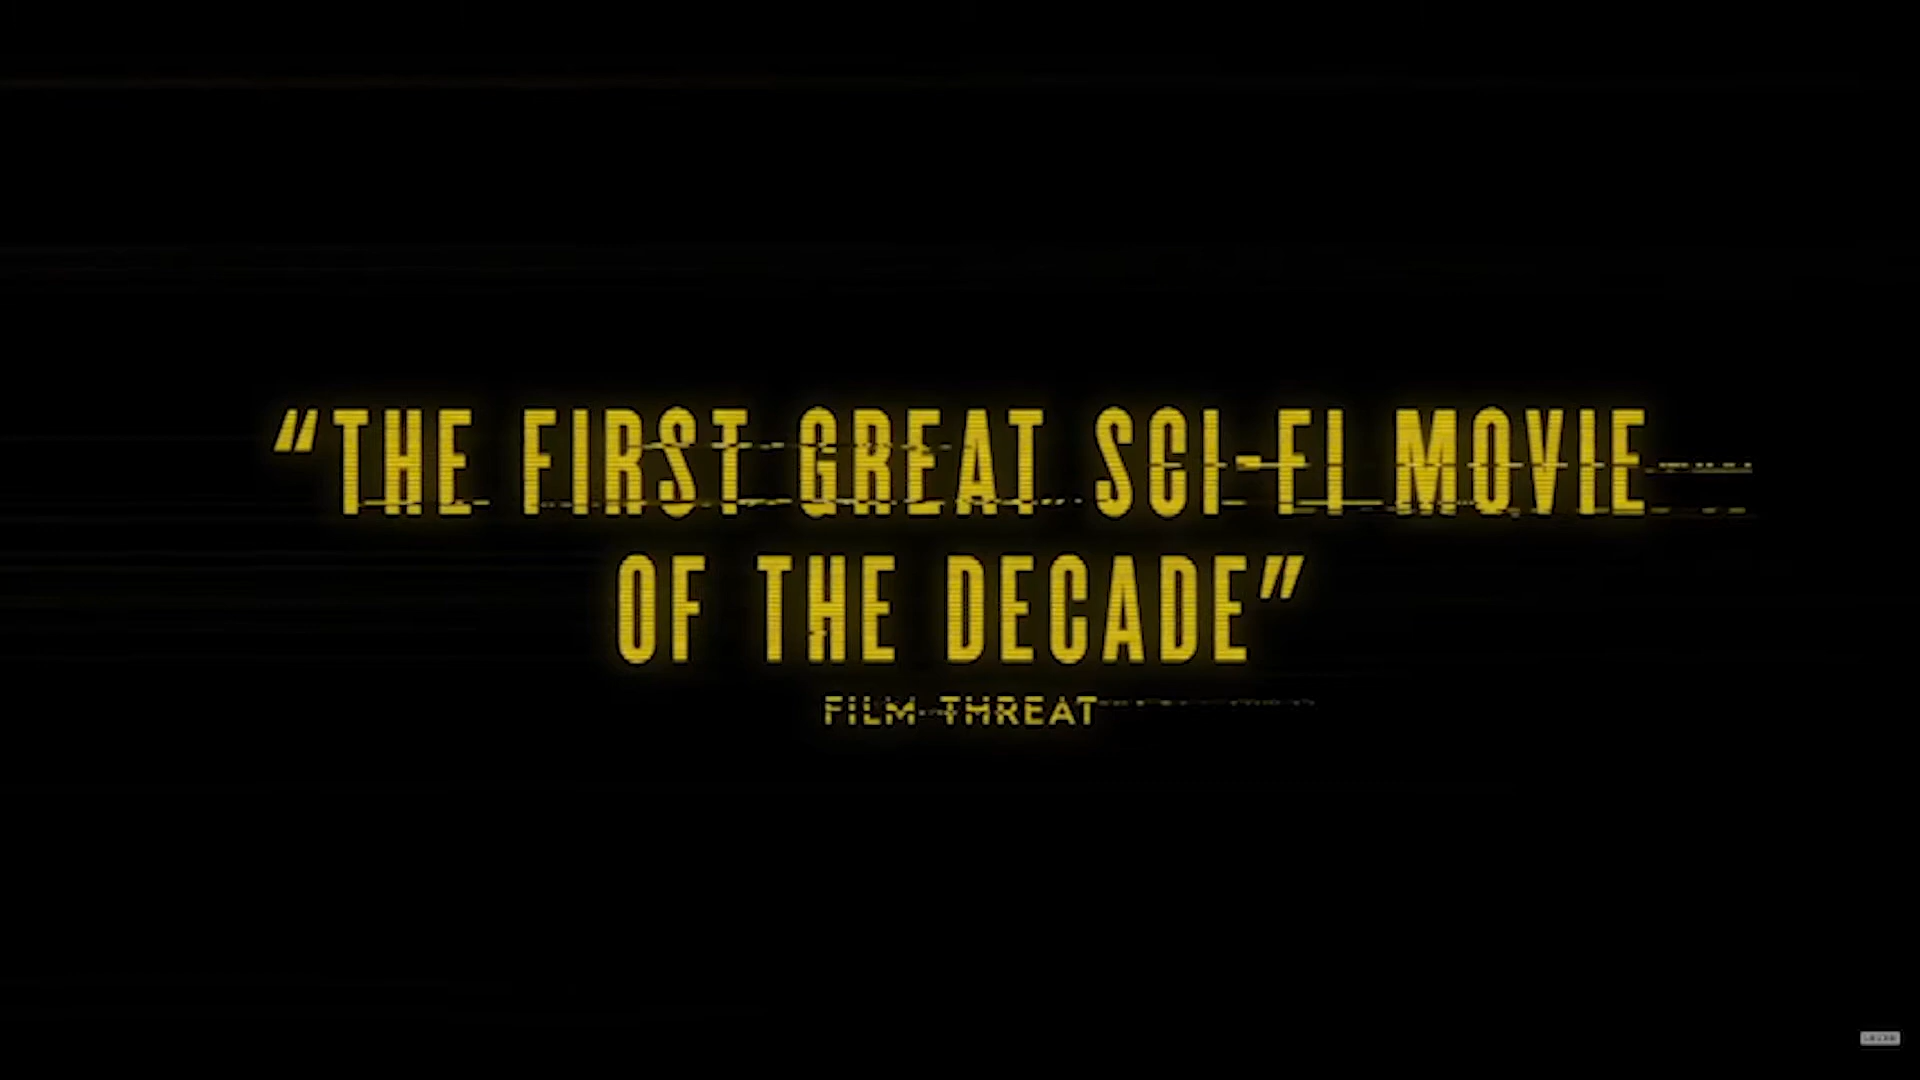 “THE FIRST GREAT SCI-FI MOVIE
OF THE DECADE”
FILM THREAT